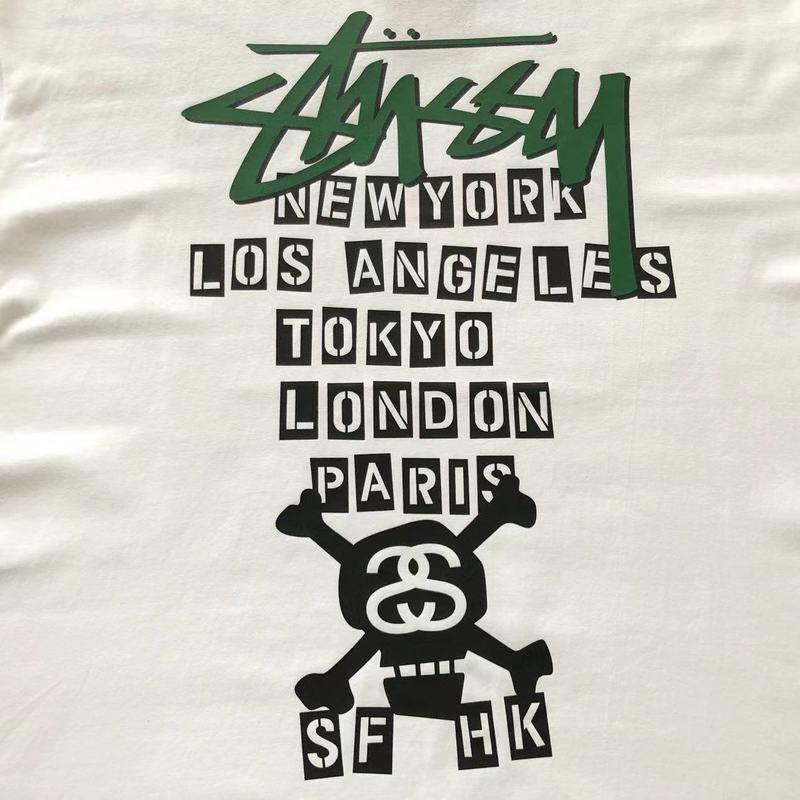 Stüssy
NEW YORK
LOS ANGELES
TOKYO
LONDON
PARIS
SF HK